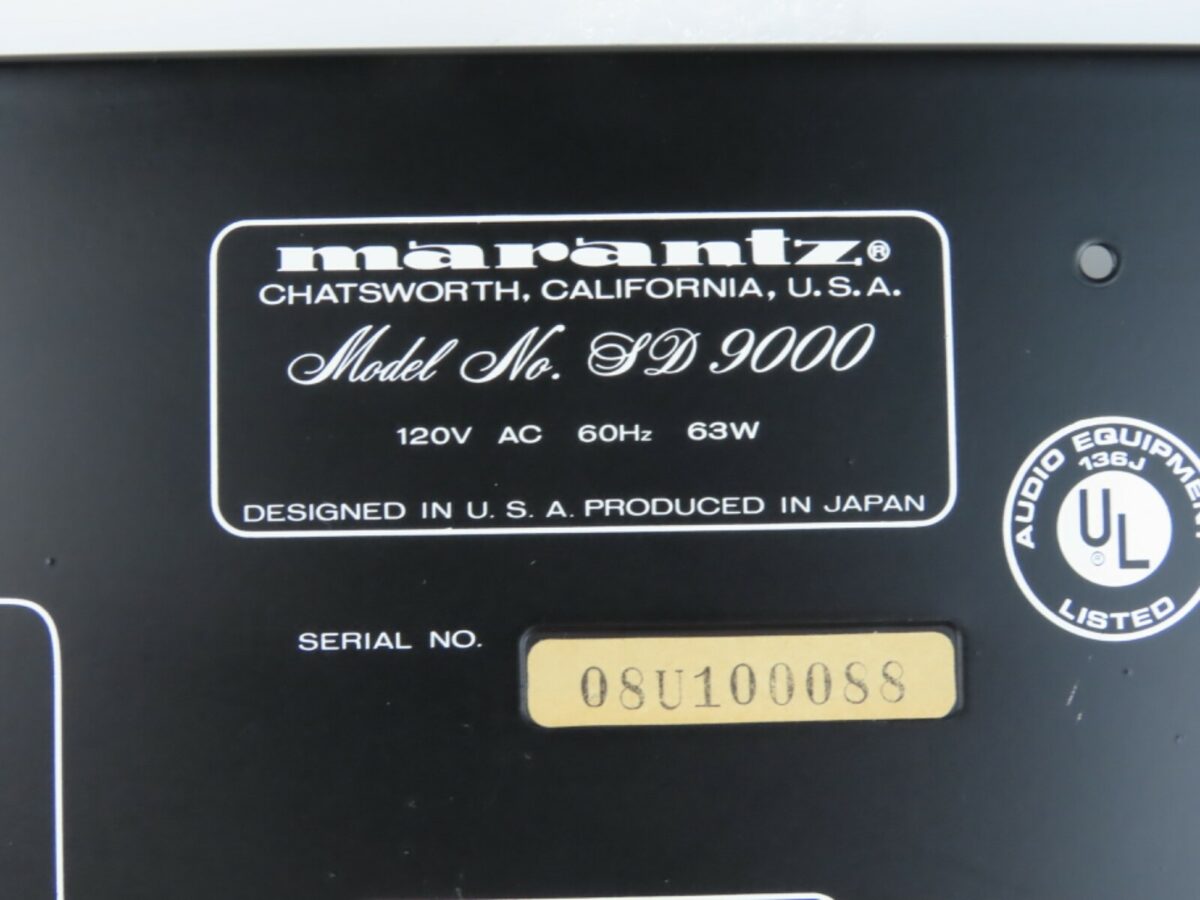 marantz®
CHATSWORTH, CALIFORNIA, U.S.A.
Model No. SD 9000
120V AC 60Hz 63W
DESIGNED IN U.S.A. PRODUCED IN JAPAN
AUDIO EQUIPMENT
136J
UL
®
LISTED
SERIAL NO. 08U100088